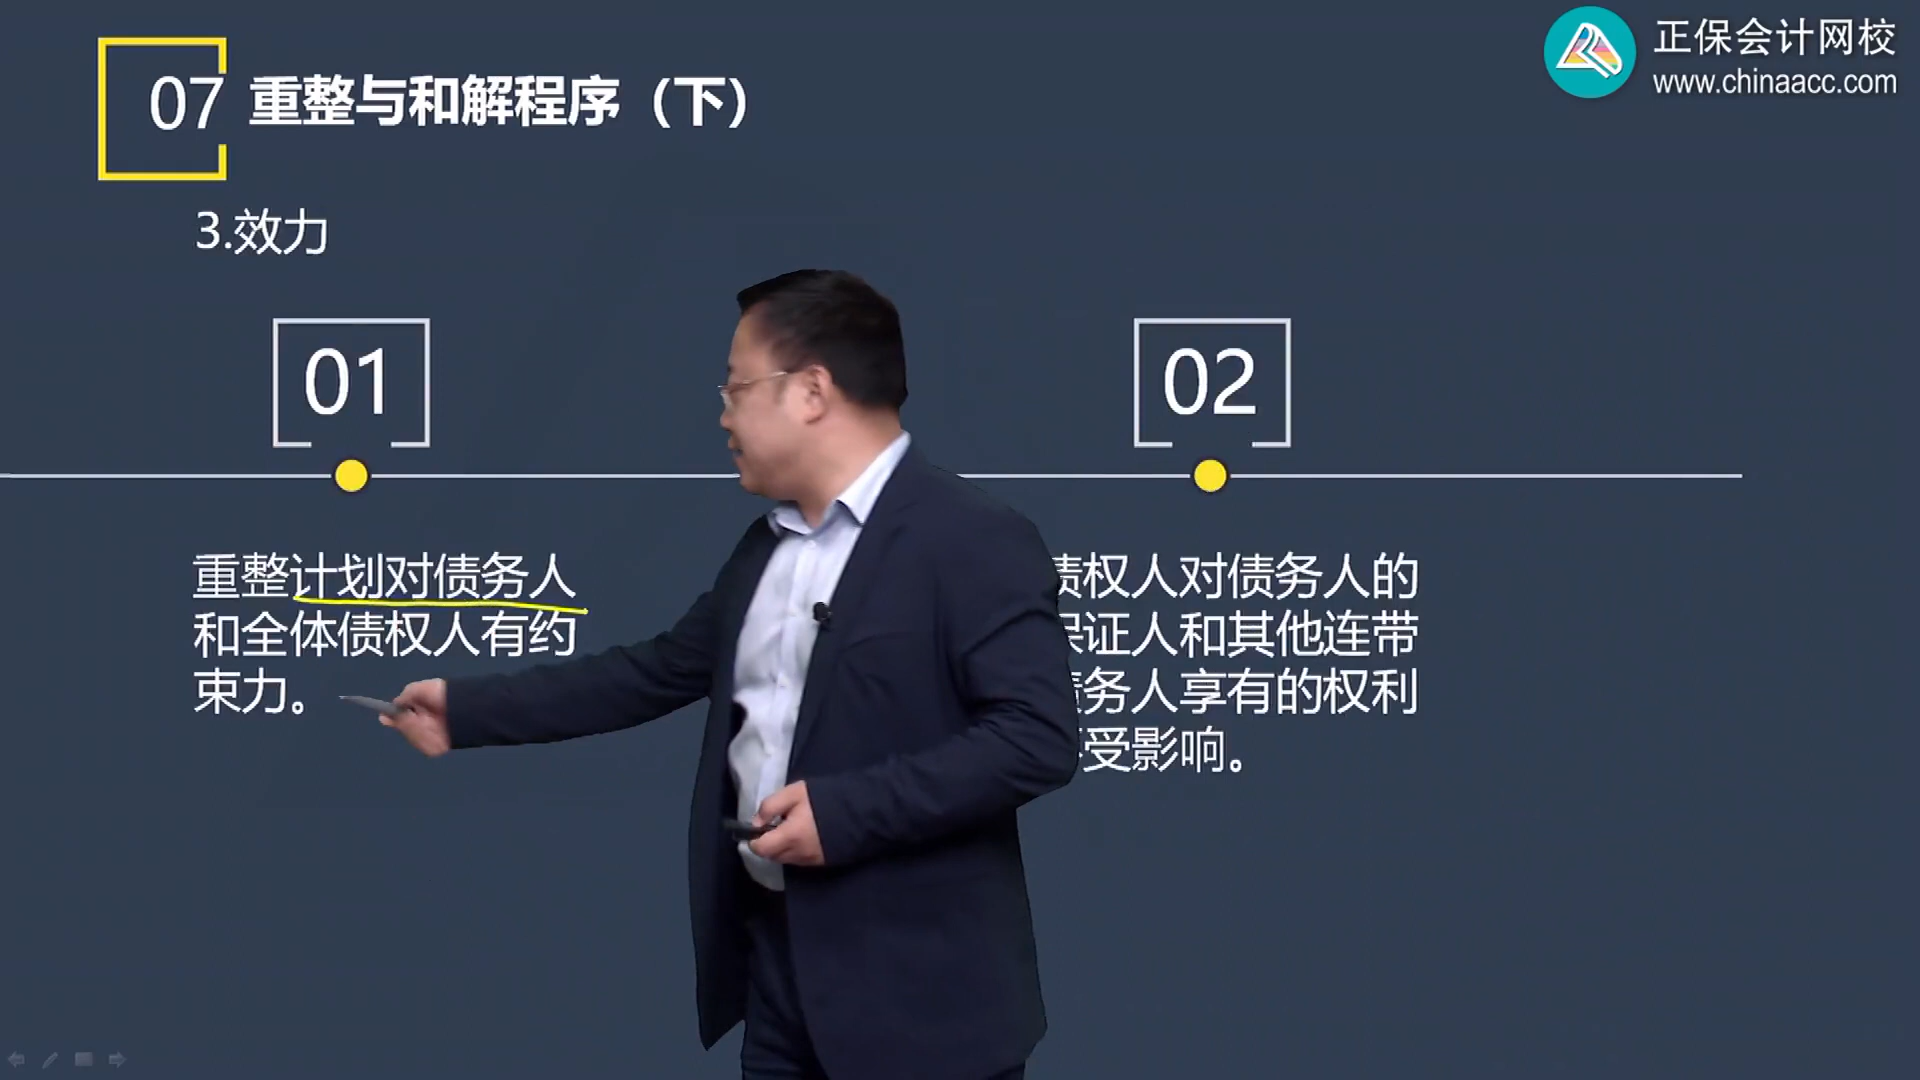 正保会计网校
www.chinaacc.com
07 重整与和解程序（下）
3.效力
01
02
重整计划对债务人
和全体债权人有约
束力。
债权人对债务人的
保证人和其他连带
债务人享有的权利
不受影响。